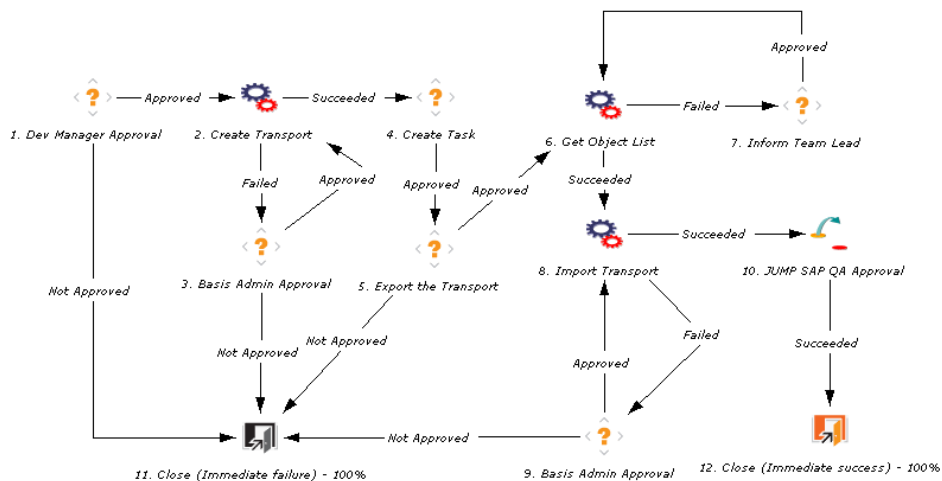 Approved
Approved
Succeeded
Failed
1. Dev Manager Approval
2. Create Transport
4. Create Task
6. Get Object List
7. Inform Team Lead
Failed
Approved
Approved
Approved
Succeeded
Succeeded
3. Basis Admin Approval
5. Export the Transport
8. Import Transport
10. JUMP SAP QA Approval
Not Approved
Not Approved
Not Approved
Approved
Failed
Succeeded
Not Approved
11. Close (Immediate failure) - 100%
9. Basis Admin Approval
12. Close (Immediate success) - 100%